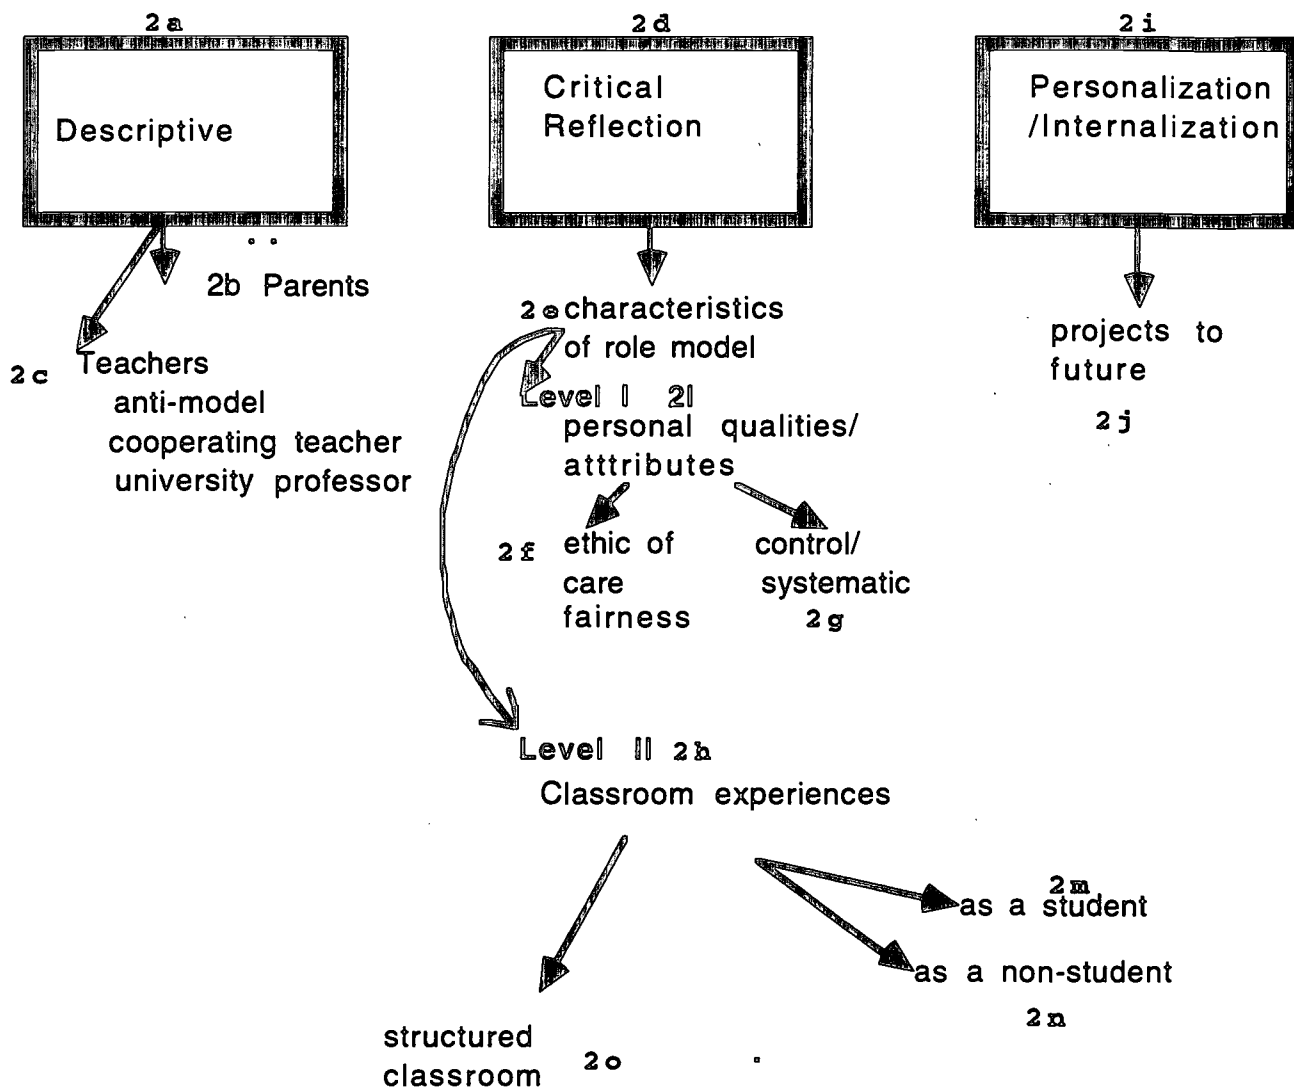 2a
Descriptive
2b Parents
2c Teachers
anti-model
cooperating teacher
university professor
2d
Critical
Reflection
2e characteristics
of role model
Level I 2l
personal qualities/
atttributes
2f ethic of
care
fairness
control/
systematic
2g
Level II 2h
Classroom experiences
2m
as a student
as a non-student
2n
structured
classroom
2o
2i
Personalization
/Internalization
projects to
future
2j